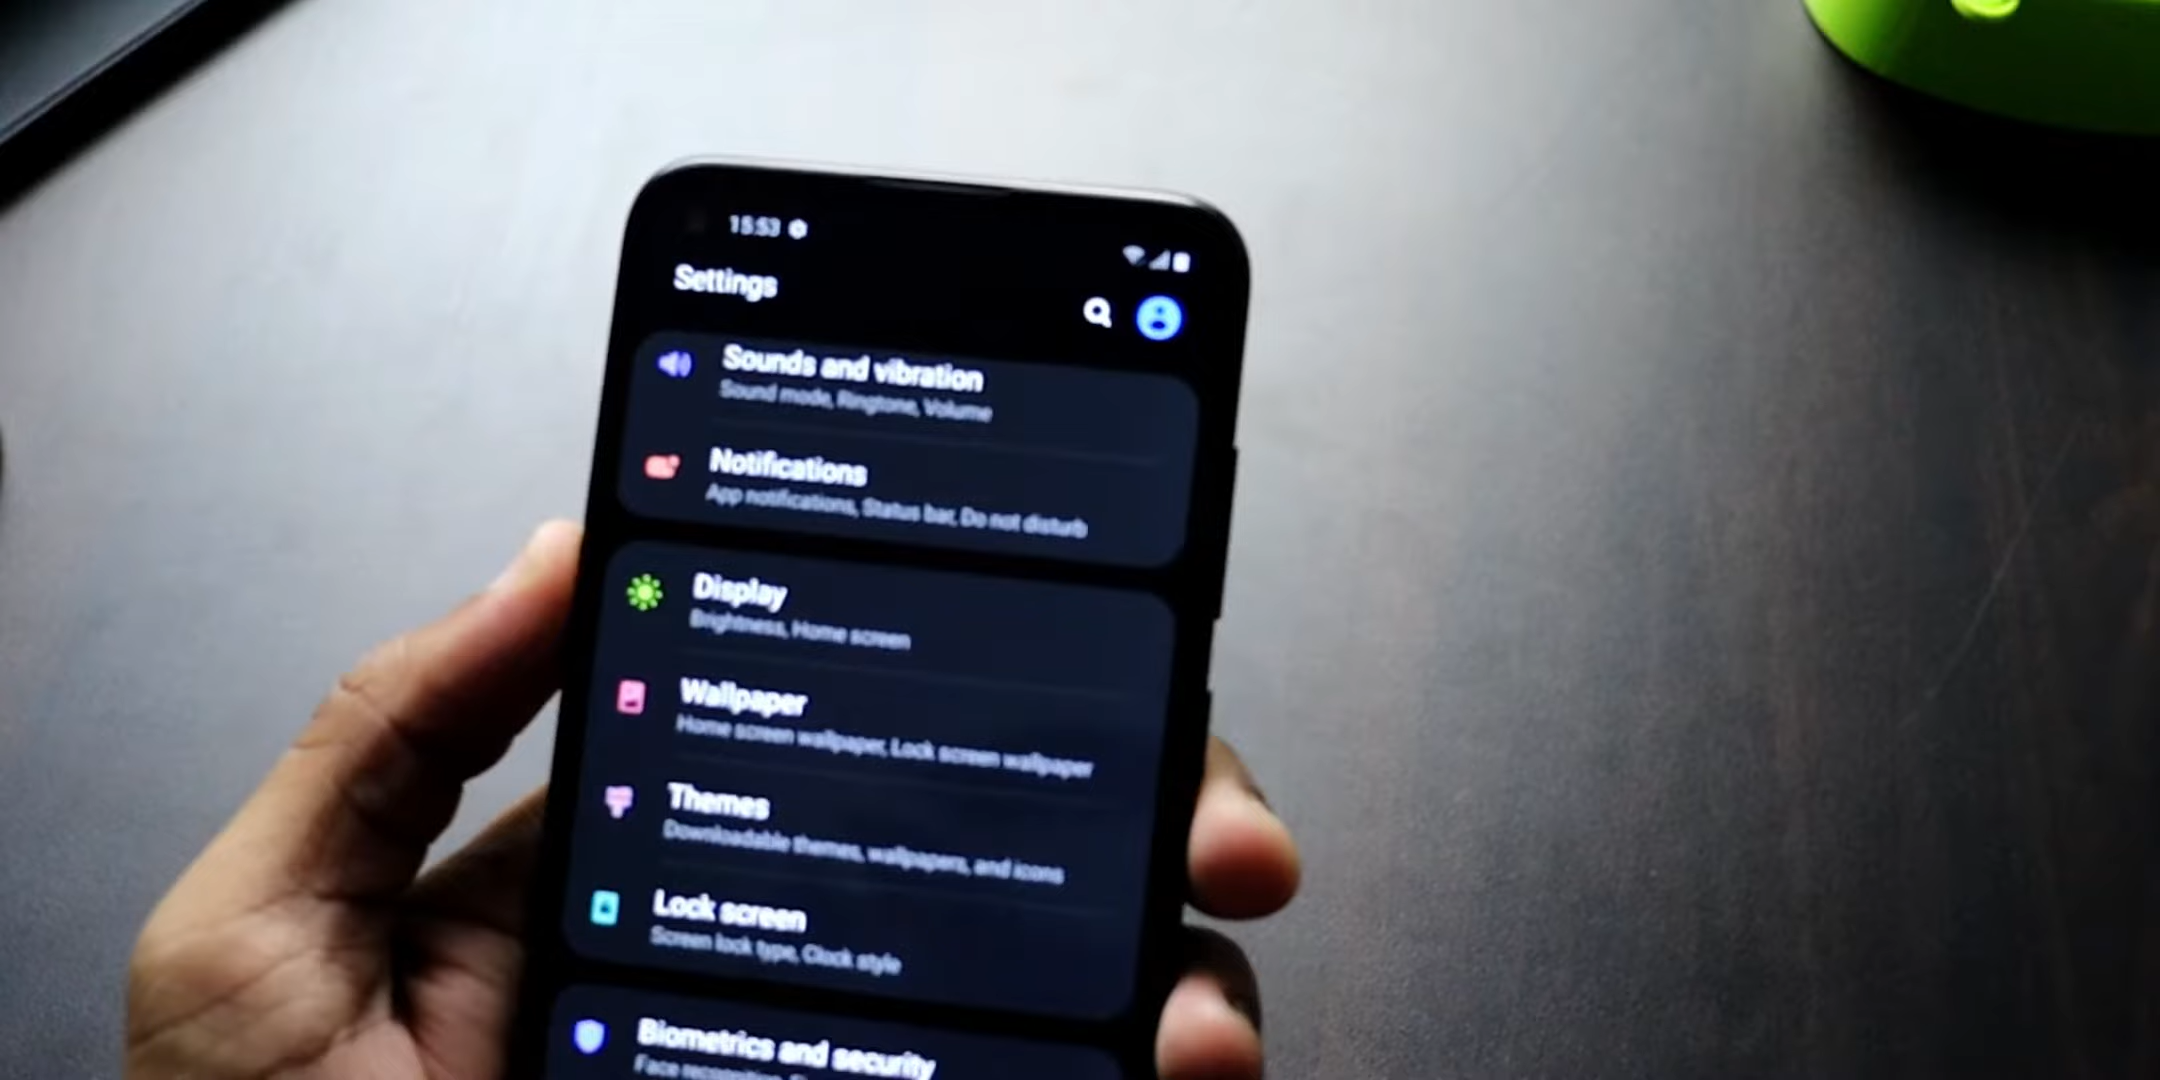 15:53
Settings
Sounds and vibration
Sound mode, Ringtone, Volume
Notifications
App notifications, Status bar, Do not disturb
Display
Brightness, Home screen
Wallpaper
Home screen wallpaper, Lock screen wallpaper
Themes
Downloadable themes, wallpapers, and icons
Lock screen
Screen lock type, Clock style
Biometrics and security
Face recognition,